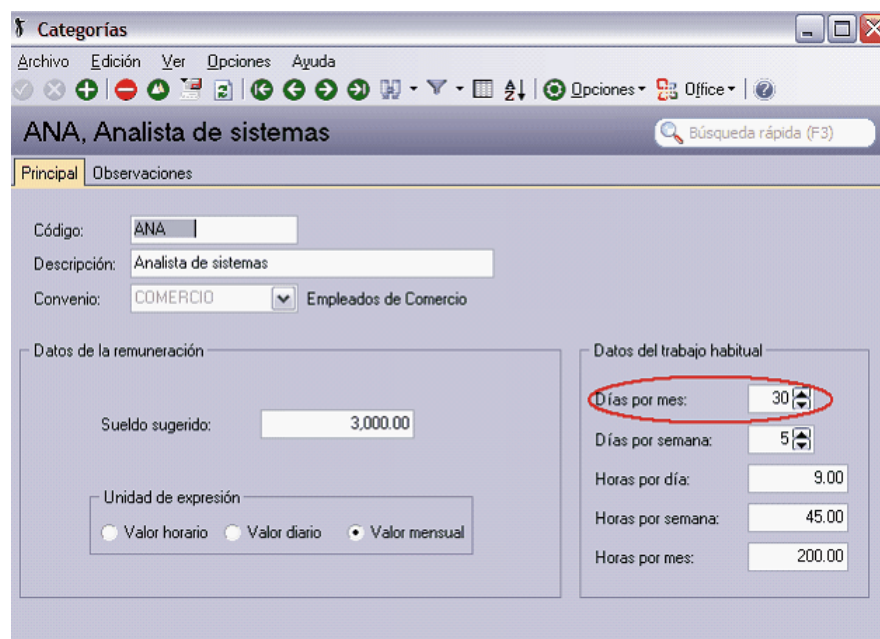 Categorías
Archivo Edición Ver Opciones Ayuda
Opciones Office
ANA, Analista de sistemas
Búsqueda rápida (F3)
Principal Observaciones
Código: ANA
Descripción: Analista de sistemas
Convenio: COMERCIO Empleados de Comercio
Datos de la remuneración
Sueldo sugerido: 3,000.00
Unidad de expresión
Valor horario Valor diario Valor mensual
Datos del trabajo habitual
Días por mes: 30
Días por semana: 5
Horas por día: 9.00
Horas por semana: 45.00
Horas por mes: 200.00